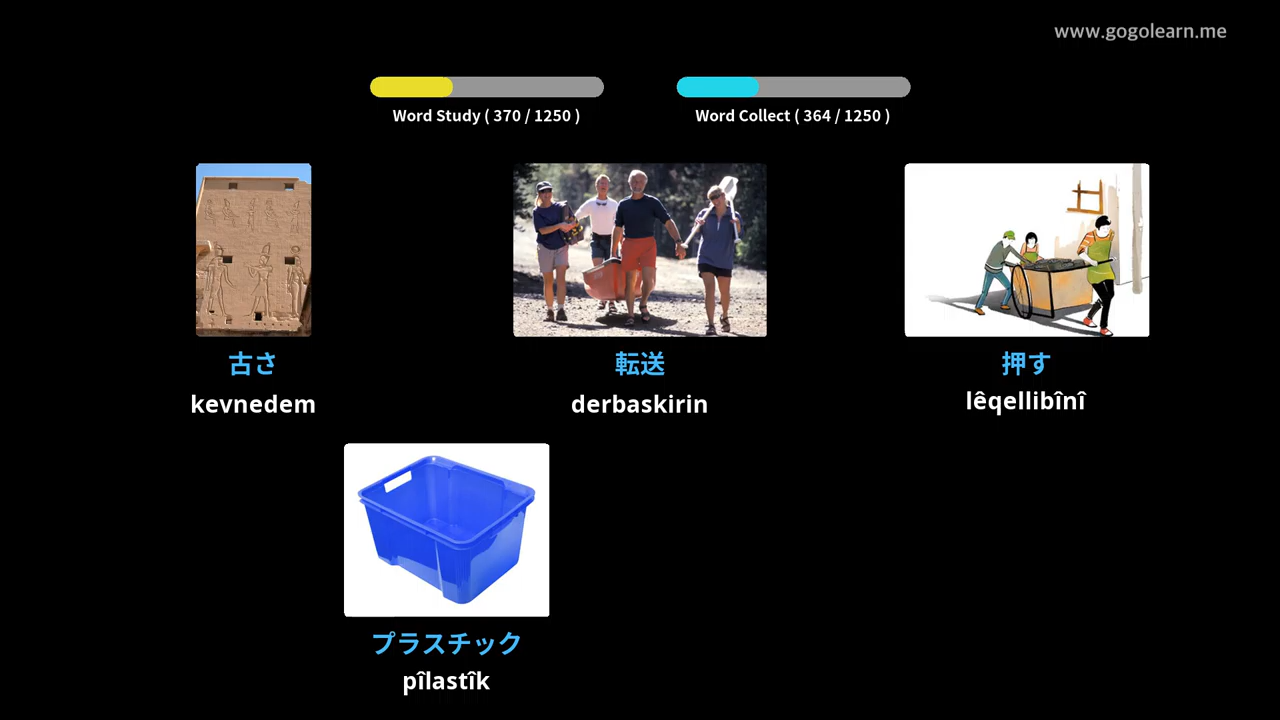 www.gogolearn.me
Word Study ( 370 / 1250 )
Word Collect ( 364 / 1250 )
古さ
kevnedem
転送
derbaskirin
押す
lêqellibînî
プラスチック
pîlastîk